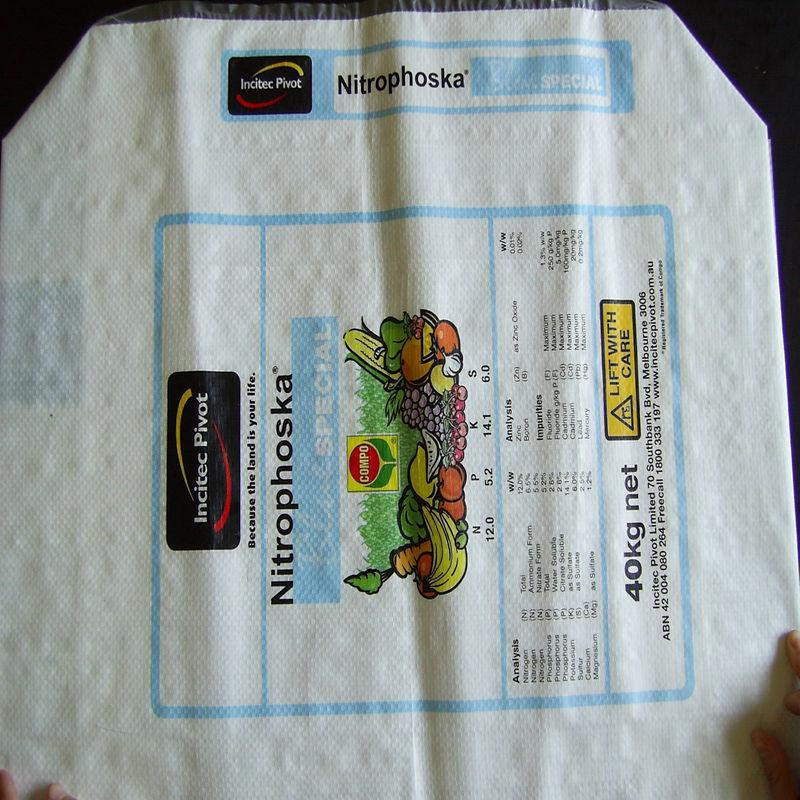 Incitec Pivot
Nitrophoska®
SPECIAL
Incitec Pivot
Because the land is your life.
Nitrophoska®
SPECIAL
COMPO
N P K S
12.0 5.2 14.1 6.0
Analysis w/w
Nitrogen (N) Total 12.0%
Nitrogen (N) Ammonium Form 6.5%
Nitrogen (N) Nitrate Form 5.5%
Phosphorus (P) Total 5.2%
Phosphorus (P) Water Soluble 2.6%
Phosphorus (P) Citrate Soluble 2.6%
Potassium (K) as Sulfate 14.1%
Sulfur (S) as Sulfate 6.0%
Calcium (Ca) 2.5%
Magnesium (Mg) as Sulfate 1.2%
Analysis w/w
Zinc (Zn) as Zinc Oxide 0.01%
Boron (B) 0.02%
Impurities
Fluoride (F) Maximum 1.3% w/w
Fluoride g/kg P (F) Maximum 250 g/kg P
Cadmium (Cd) Maximum 5.0mg/kg
Cadmium (Cd) Maximum 100mg/kg P
Lead (Pb) Maximum 20mg/kg
Mercury (Hg) Maximum 0.2mg/kg
40kg net
LIFT WITH
CARE
Incitec Pivot Limited 70 Southbank Bvd, Melbourne 3006
ABN 42 004 080 264 Freecall 1800 333 197 www.incitecpivot.com.au
® Registered Trademark of Compo